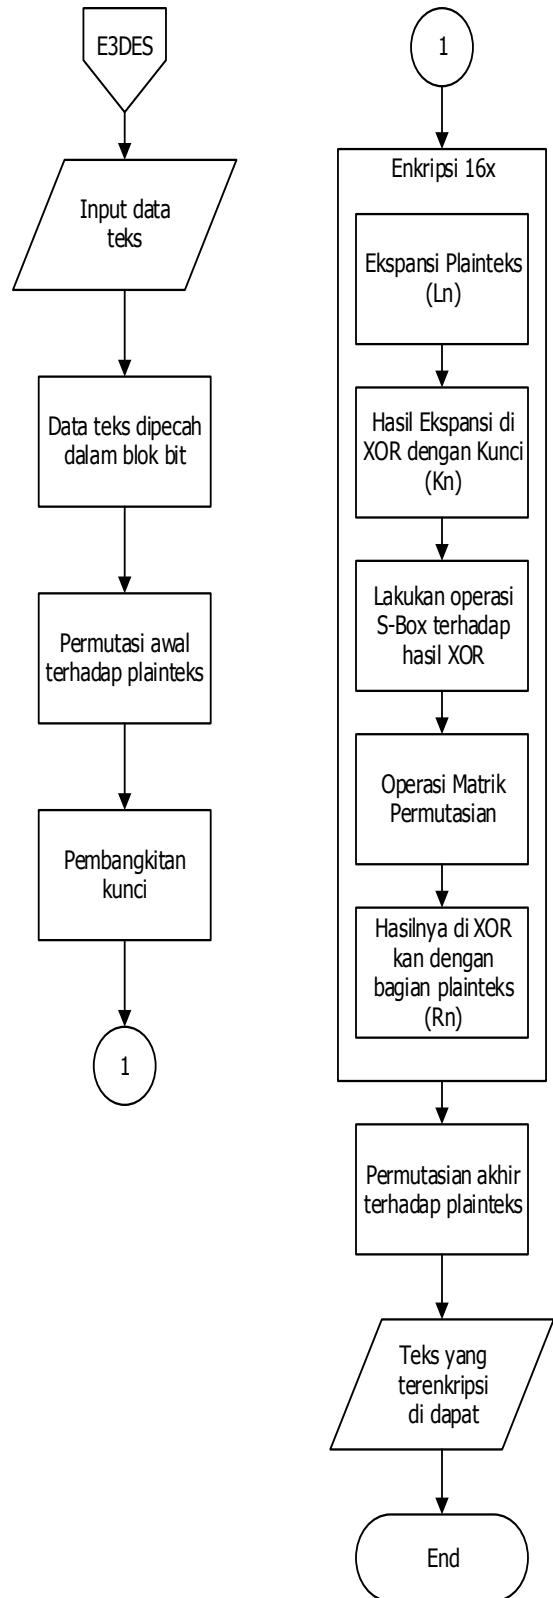 E3DES
Input data
teks
Data teks dipecah
dalam blok bit
Permutasi awal
terhadap plainteks
Pembangkitan
kunci
1
1
Enkripsi 16x
Ekspansi Plainteks
(Ln)
Hasil Ekspansi di
XOR dengan Kunci
(Kn)
Lakukan operasi
S-Box terhadap
hasil XOR
Operasi Matrik
Permutasian
Hasilnya di XOR
kan dengan
bagian plainteks
(Rn)
Permutasian akhir
terhadap plainteks
Teks yang
terenkripsi
di dapat
End